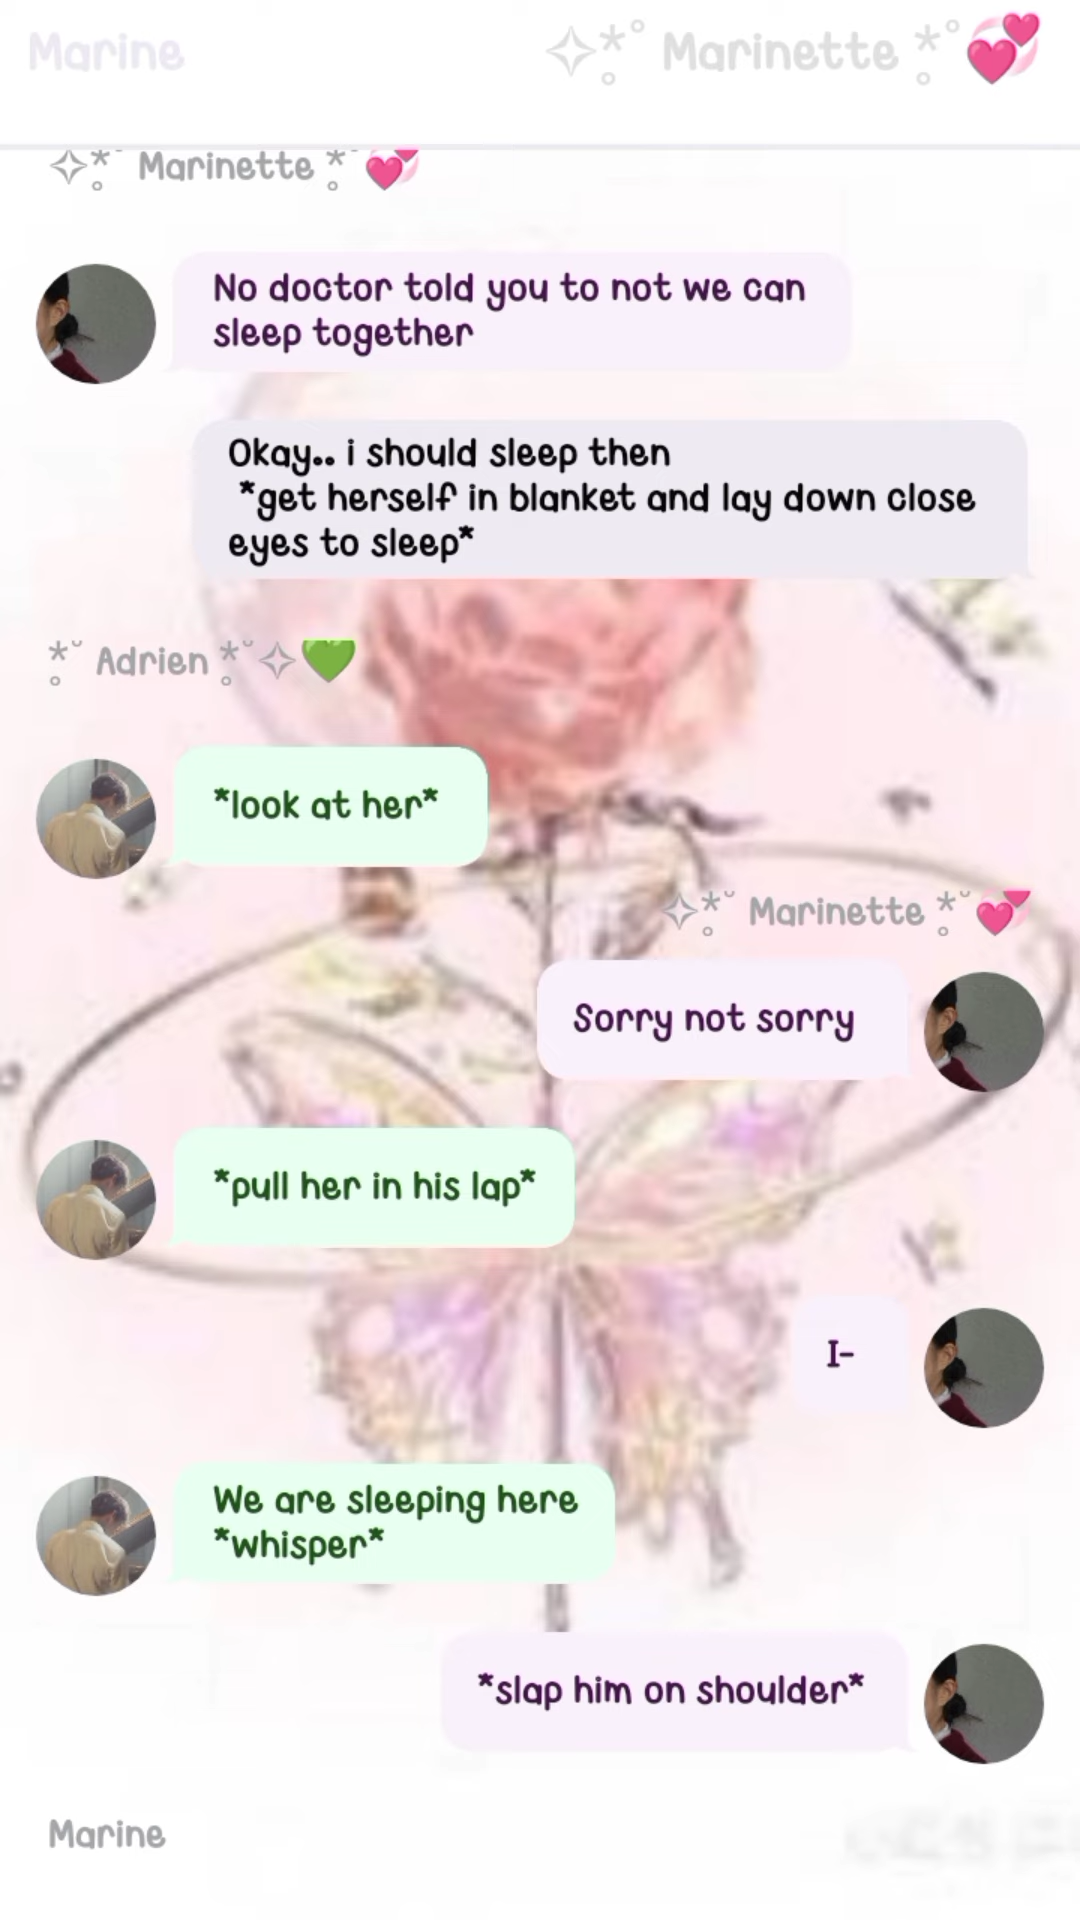 Marine
✧*̥˚ Marinette *̥˚💞
✧*̥˚ Marinette *̥˚💞
No doctor told you to not we can
sleep together
Okay.. i should sleep then
*get herself in blanket and lay down close
eyes to sleep*
*̥˚ Adrien *̥˚✧💚
*look at her*
✧*̥˚ Marinette *̥˚💞
Sorry not sorry
*pull her in his lap*
I-
We are sleeping here
*whisper*
*slap him on shoulder*
Marine